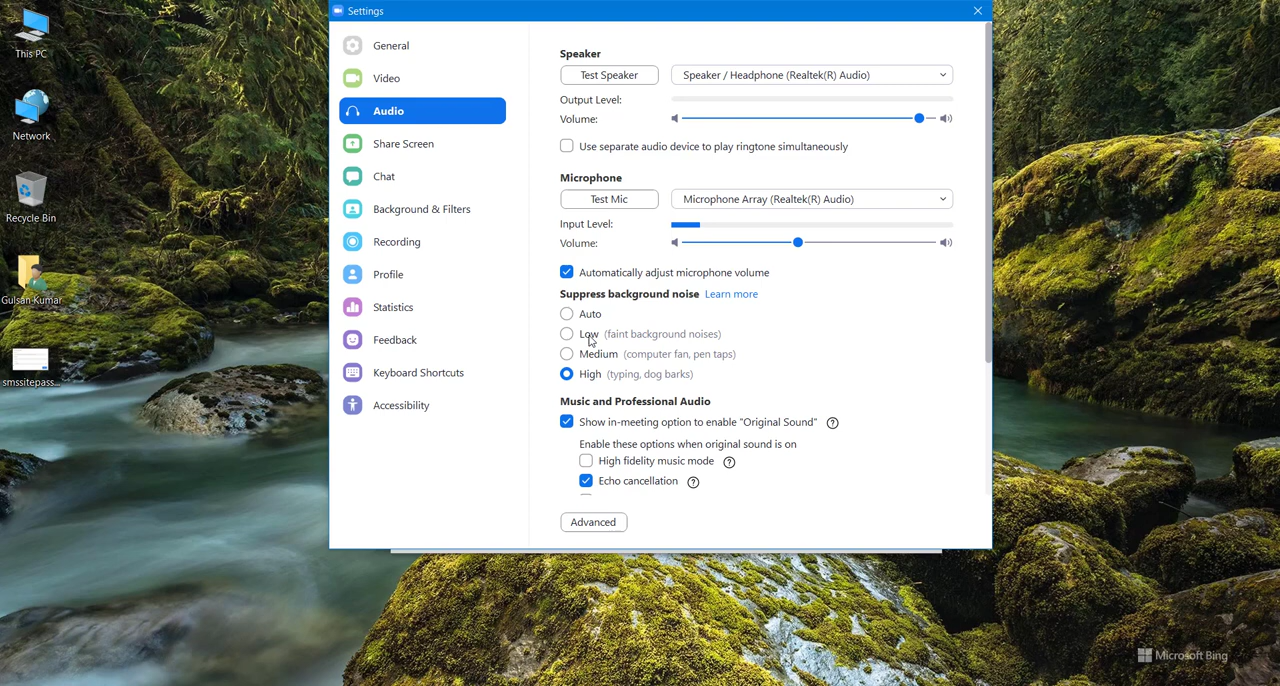 Settings
This PC
Network
Recycle Bin
Gulsan-Kumar
smssitepass...
General
Video
Audio
Share Screen
Chat
Background & Filters
Recording
Profile
Statistics
Feedback
Keyboard Shortcuts
Accessibility
Speaker
Test Speaker
Speaker / Headphone (Realtek(R) Audio)
Output Level:
Volume:
Use separate audio device to play ringtone simultaneously
Microphone
Test Mic
Microphone Array (Realtek(R) Audio)
Input Level:
Volume:
Automatically adjust microphone volume
Suppress background noise Learn more
Auto
Low (faint background noises)
Medium (computer fan, pen taps)
High (typing, dog barks)
Music and Professional Audio
Show in-meeting option to enable "Original Sound" ?
Enable these options when original sound is on
High fidelity music mode ?
Echo cancellation ?
Advanced
Microsoft Bing